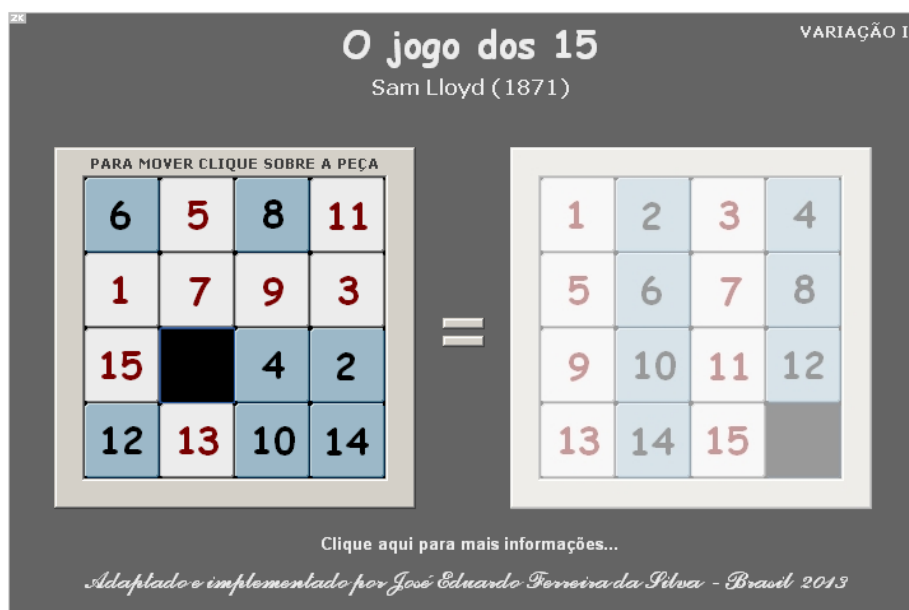 ZK
VARIAÇÃO I
O jogo dos 15
Sam Lloyd (1871)
PARA MOVER CLIQUE SOBRE A PEÇA
6 5 8 11
1 7 9 3
15 4 2
12 13 10 14
=
1 2 3 4
5 6 7 8
9 10 11 12
13 14 15
Clique aqui para mais informações...
Adaptado e implementado por José Eduardo Ferreira da Silva - Brasil 2013